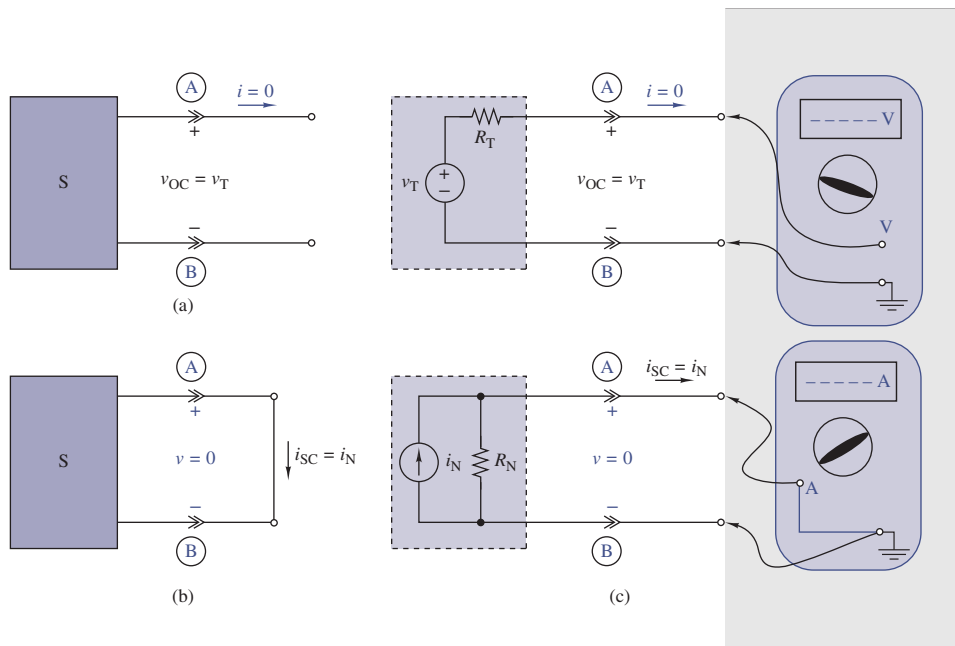 A
i = 0
+
S
v_OC = v_T
−
B
(a)
A
i = 0
+
R_T
v_T
+
−
v_OC = v_T
−
B
– – – – – V
V
A
+
S
v = 0
i_SC = i_N
−
B
(b)
A
i_SC = i_N
+
i_N
R_N
v = 0
−
B
(c)
– – – – – A
A